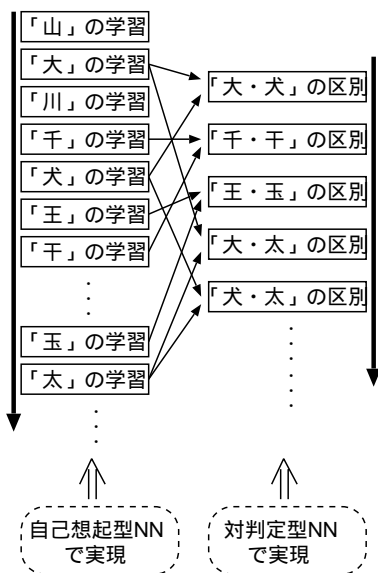 「山」の学習
「大」の学習
「川」の学習
「千」の学習
「犬」の学習
「王」の学習
「干」の学習
「玉」の学習
「太」の学習
自己想起型NN
で実現
「大・犬」の区別
「千・干」の区別
「王・玉」の区別
「大・太」の区別
「犬・太」の区別
対判定型NN
で実現